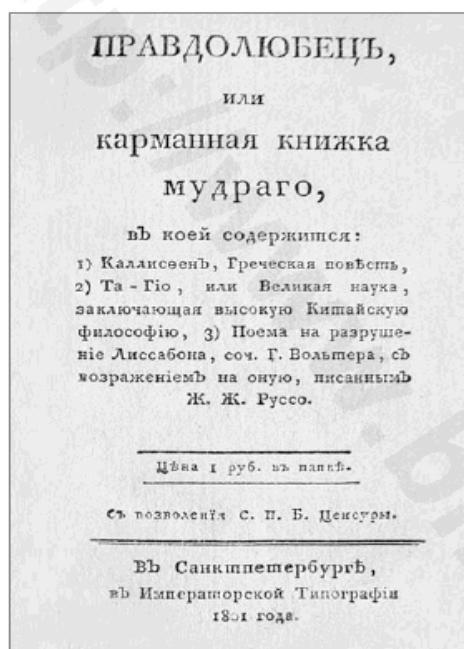 ПРАВДОЛЮБЕЦЪ,
или
карманная книжка
мудраго,
въ коей содержится:
1) Каллисѳенъ, Греческая повѣсть,
2) Та-Гіо, или Великая наука,
заключающая высокую Китайскую
философію, 3) Поема на разруше-
ніе Лиссабона, соч. Г. Вольтера, съ
возраженіемъ на оную, писаннымъ
Ж. Ж. Руссо.
Цѣна 1 руб. въ папкѣ.
Съ позволенія С. П. Б. Ценсуры.
Въ Санктпетербургѣ,
въ Императорской Типографіи
1801 года.